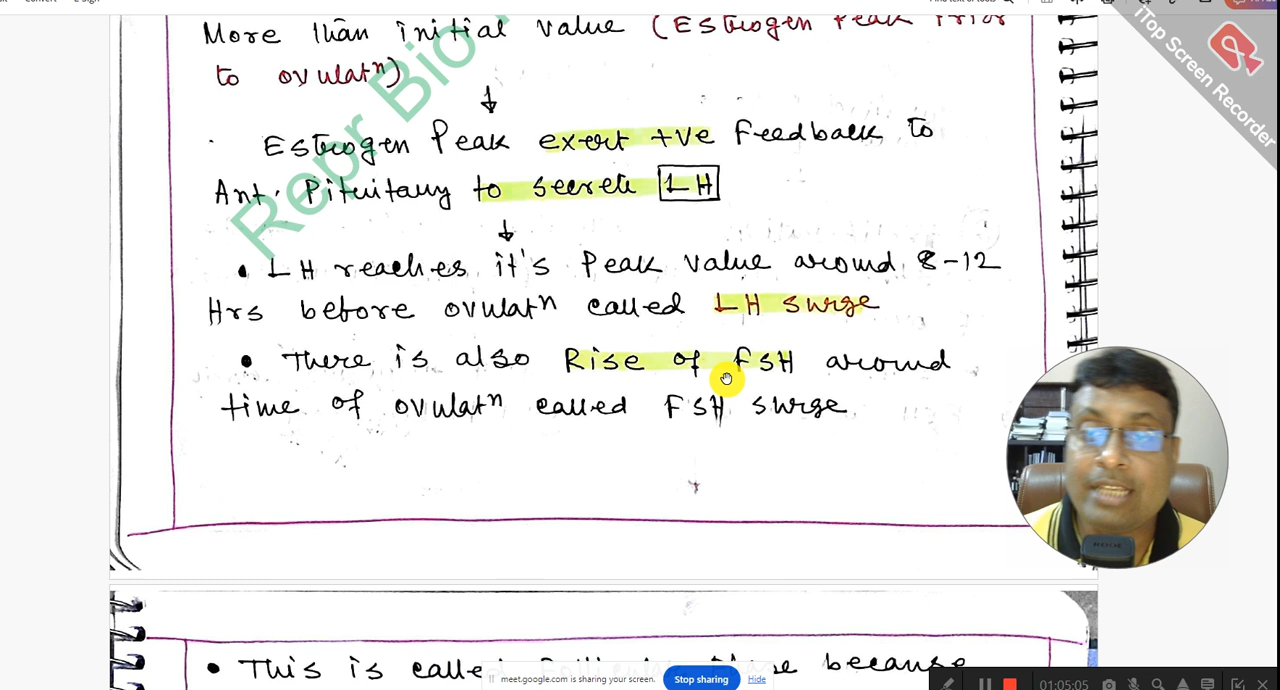 More than initial value (Estrogen Peak Prior
to ovulatn)
↓
Estrogen Peak exert +ve Feedback to
Ant. Pituitary to secrete LH
↓
• LH reaches it's Peak value around 8-12
Hrs before ovulatn called LH surge
• There is also Rise of FSH around
time of ovulatn called FSH surge
• This is called because
Repr Bio
iTop Screen Recorder
meet.google.com is sharing your screen.
Stop sharing
Hide
01:05:05